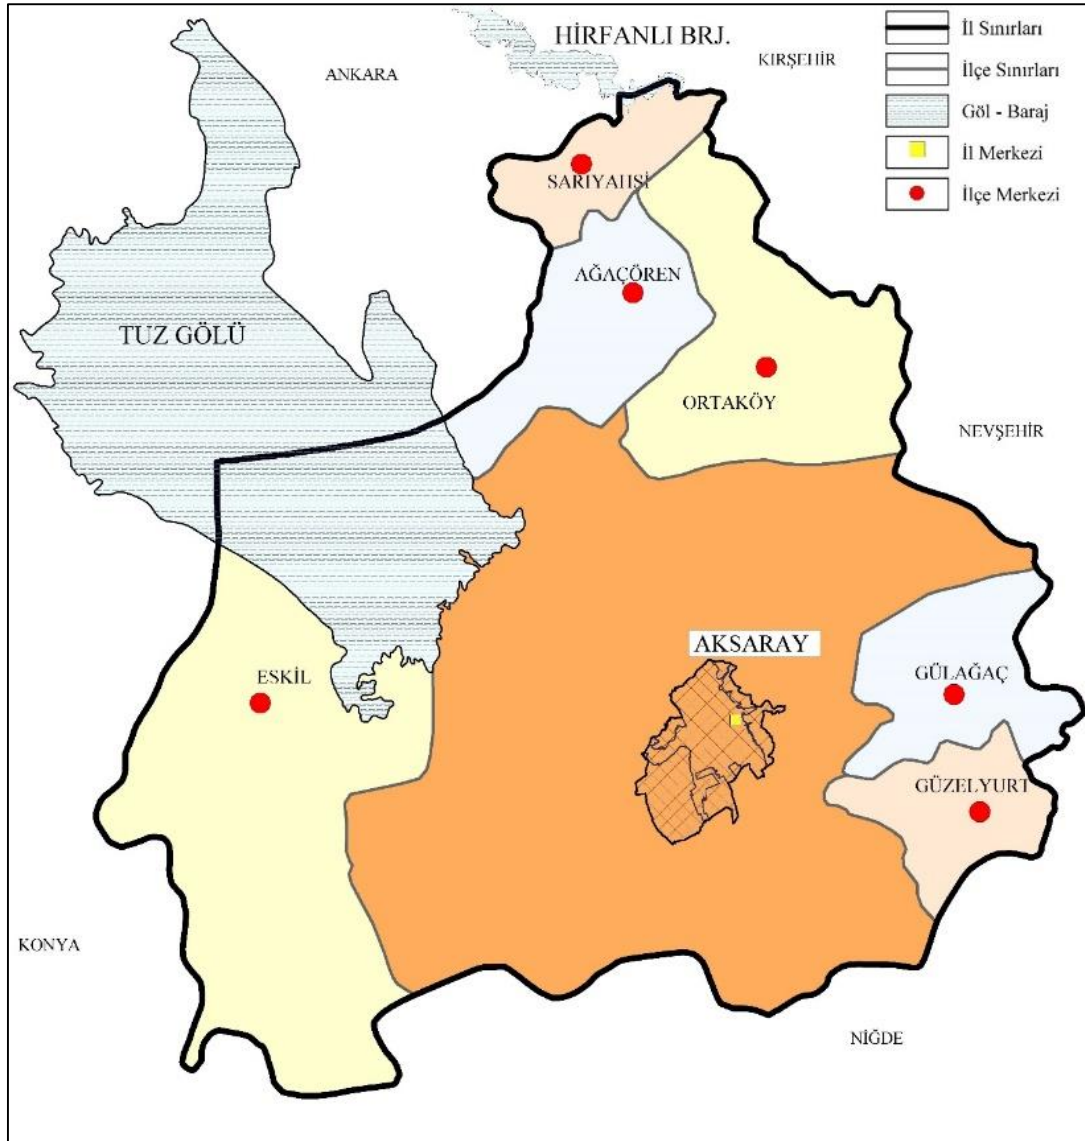 HİRFANLI BRJ.
KIRŞEHİR
ANKARA
İl Sınırları
İlçe Sınırları
Göl - Baraj
İl Merkezi
İlçe Merkezi
SARIYAHŞİ
AĞAÇÖREN
TUZ GÖLÜ
ORTAKÖY
NEVŞEHİR
AKSARAY
ESKİL
GÜLAĞAÇ
GÜZELYURT
KONYA
NİĞDE